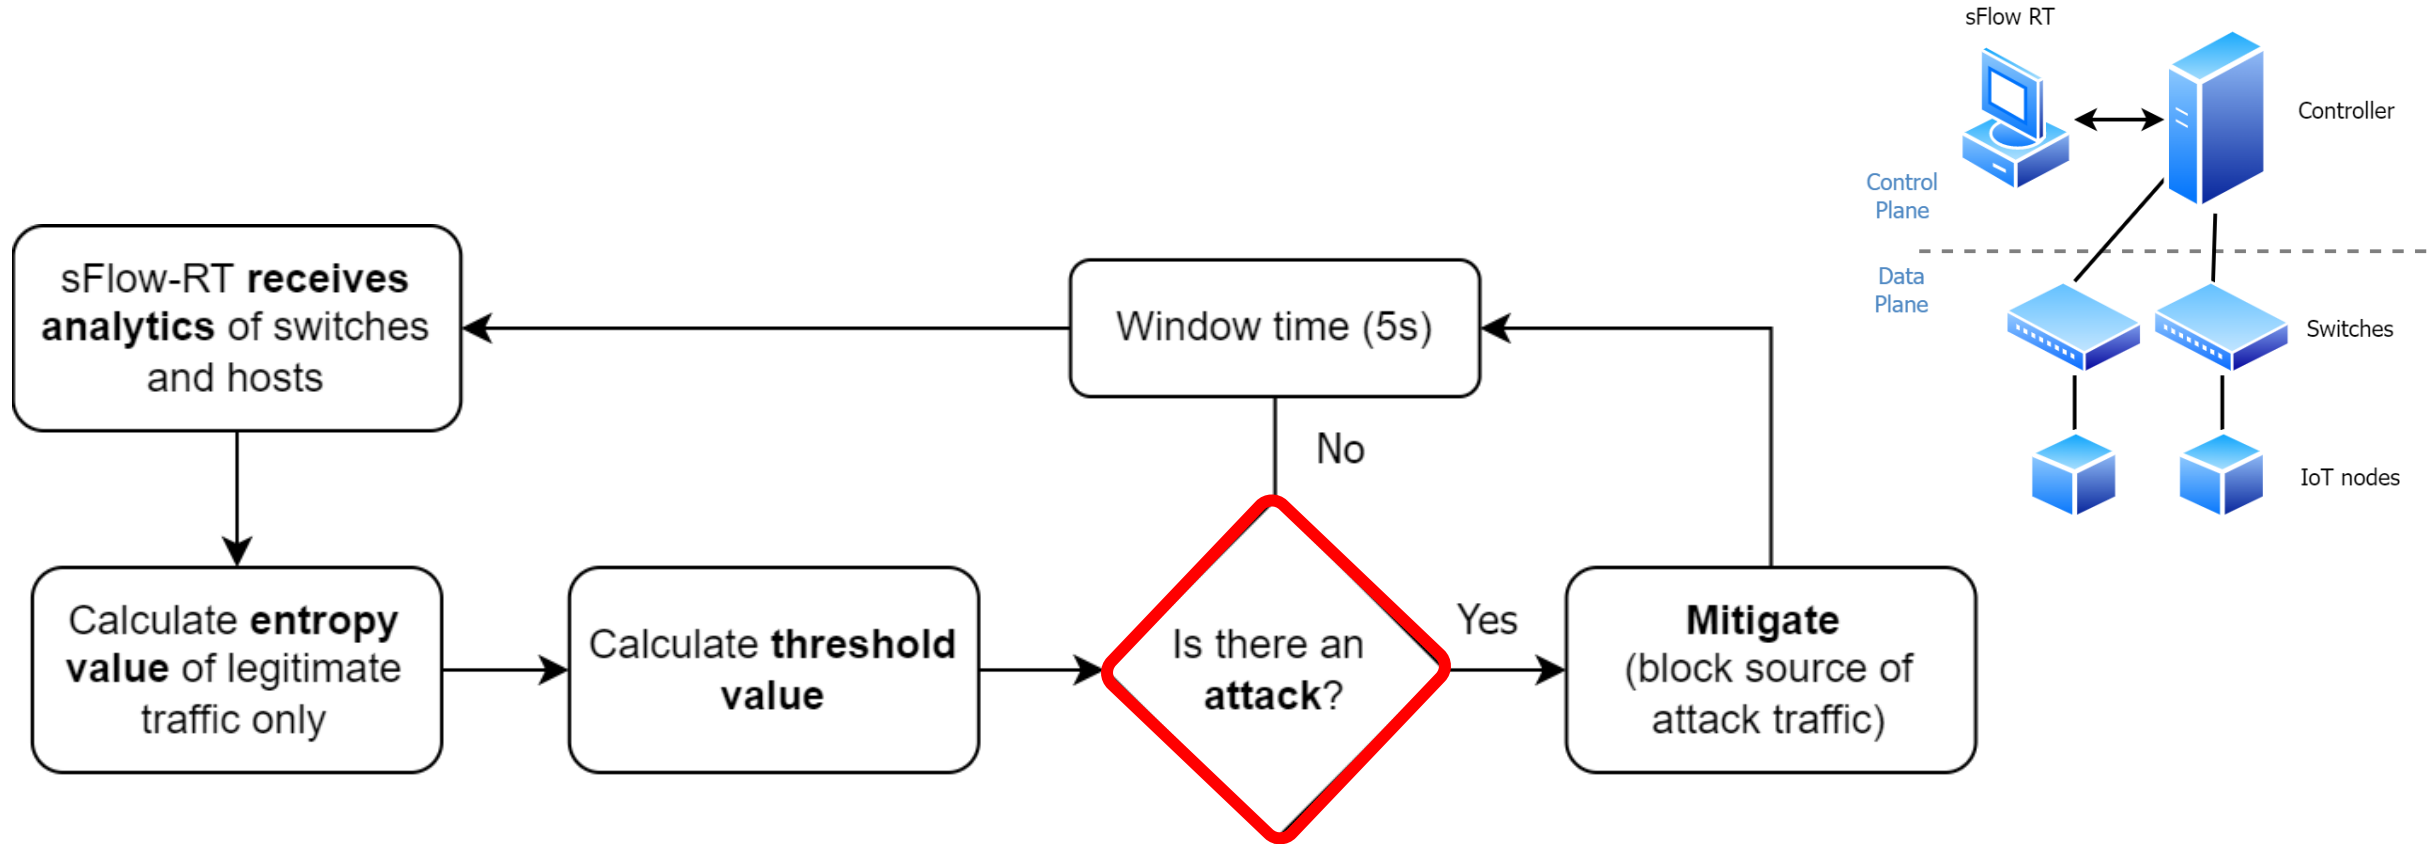 sFlow-RT receives
analytics of switches
and hosts
Calculate entropy
value of legitimate
traffic only
Calculate threshold
value
Is there an
attack?
No
Yes
Window time (5s)
Mitigate
(block source of
attack traffic)
sFlow RT
Controller
Control
Plane
Data
Plane
Switches
IoT nodes